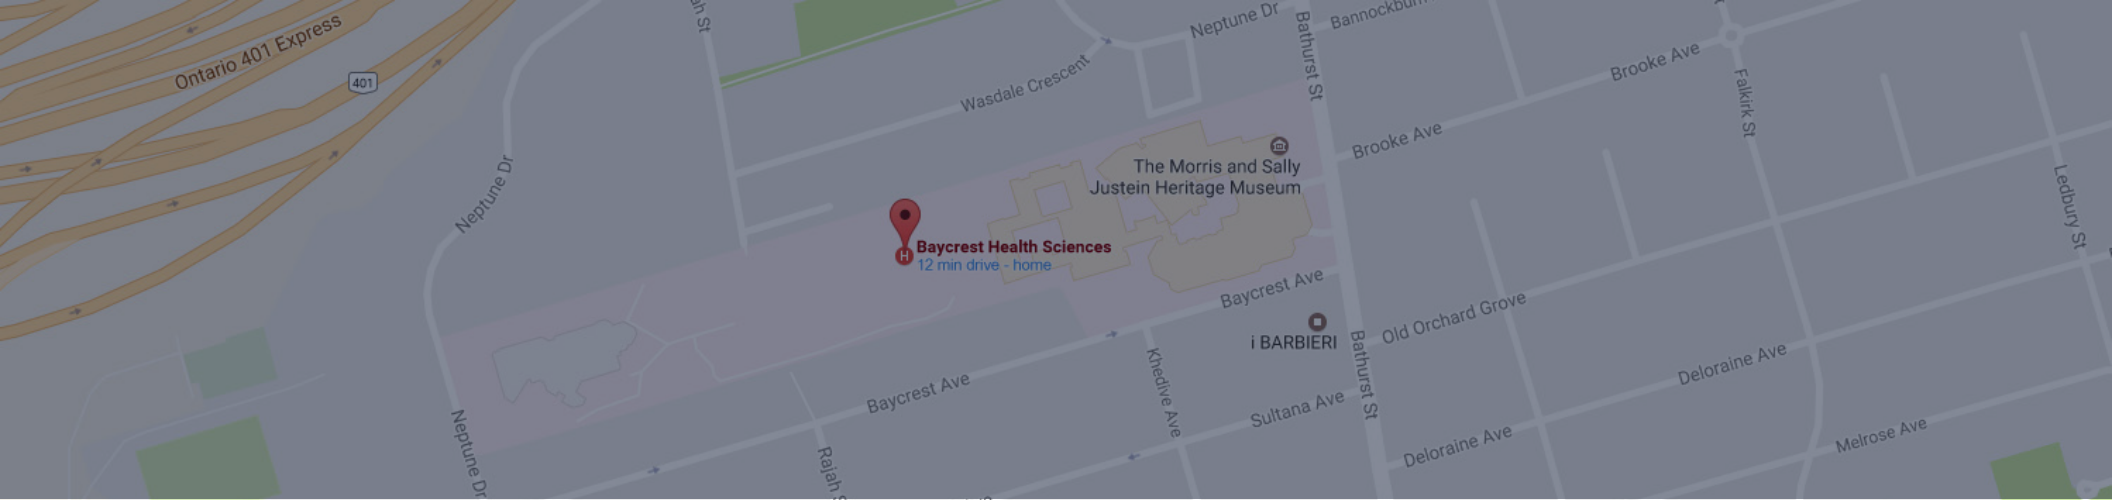 Ontario 401 Express
401
Neptune Dr
Neptune Dr
Wasdale Crescent
Neptune Dr
Bathurst St
Brooke Ave
Brooke Ave
Falkirk St
Ledbury St
The Morris and Sally
Justein Heritage Museum
H
Baycrest Health Sciences
12 min drive - home
Baycrest Ave
i BARBIERI
Old Orchard Grove
Bathurst St
Baycrest Ave
Khedive Ave
Sultana Ave
Deloraine Ave
Deloraine Ave
Melrose Ave
Rajah